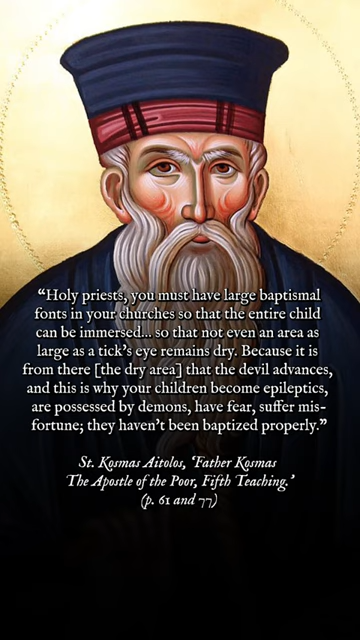 “Holy priests, you must have large baptismal
fonts in your churches so that the entire child
can be immersed... so that not even an area as
large as a tick’s eye remains dry. Because it is
from there [the dry area] that the devil advances,
and this is why your children become epileptics,
are possessed by demons, have fear, suffer mis-
fortune; they haven’t been baptized properly.”
St. Kosmas Aitolos, ‘Father Kosmas
The Apostle of the Poor, Fifth Teaching.’
(p. 61 and 77)